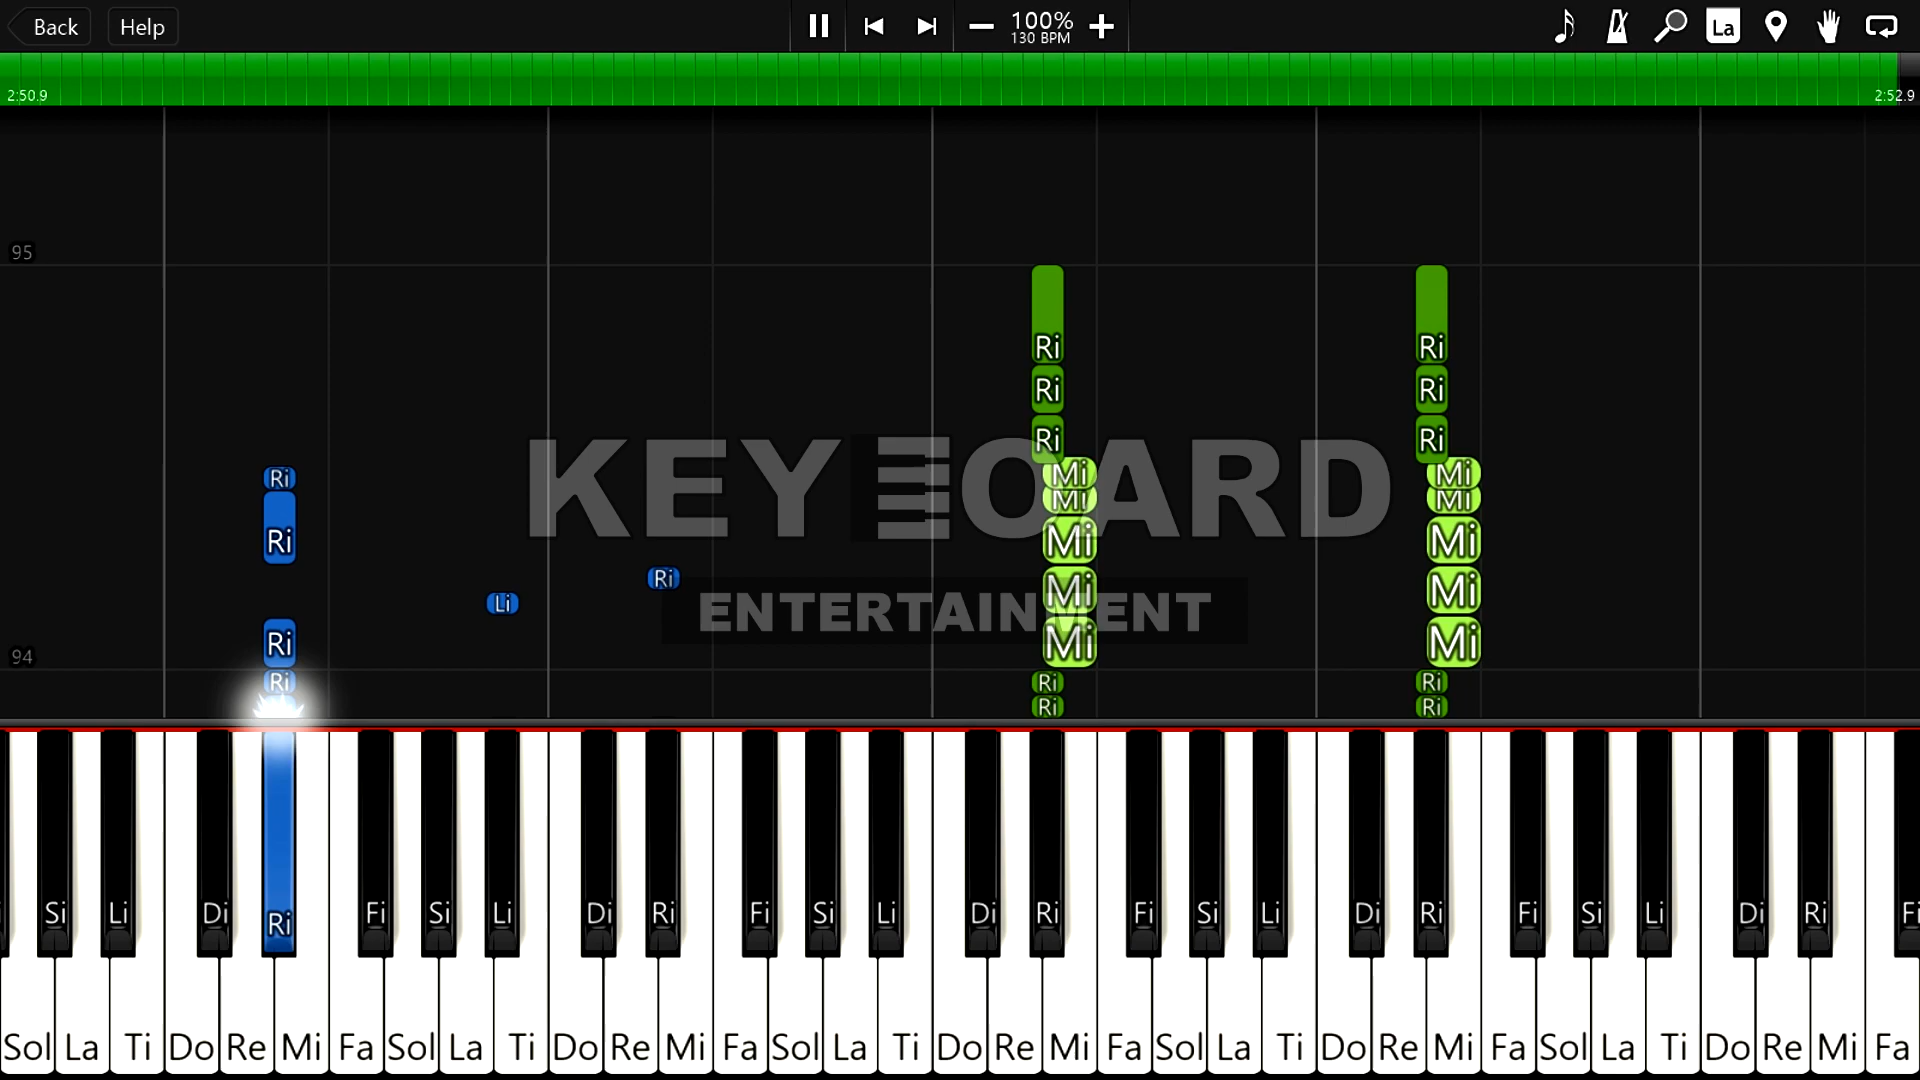 Back Help 100% La
130 BPM
2:50.9 2:52.9
95
Ri Ri
Ri Ri
Ri Ri
Ri Mi Mi
Mi Mi
KEYBOARD
Ri Mi Mi
Ri Mi Mi
Li ENTERTAINMENT
Ri Mi Mi
94
Ri Ri Ri
Ri Ri
Si Li Di Ri Fi Si Li Di Ri Fi Si Li Di Ri Fi Si Li Di Ri Fi Si Li Di Ri Fi
Sol La Ti Do Re Mi Fa Sol La Ti Do Re Mi Fa Sol La Ti Do Re Mi Fa Sol La Ti Do Re Mi Fa Sol La Ti Do Re Mi Fa